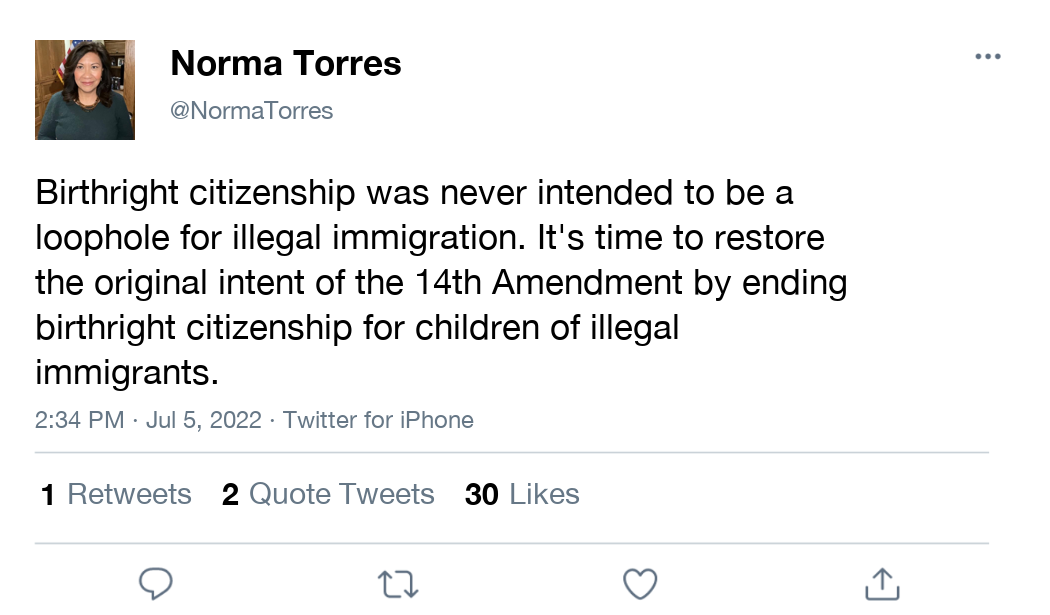 Norma Torres
@NormaTorres
Birthright citizenship was never intended to be a
loophole for illegal immigration. It's time to restore
the original intent of the 14th Amendment by ending
birthright citizenship for children of illegal
immigrants.
2:34 PM · Jul 5, 2022 · Twitter for iPhone
1 Retweets 2 Quote Tweets 30 Likes